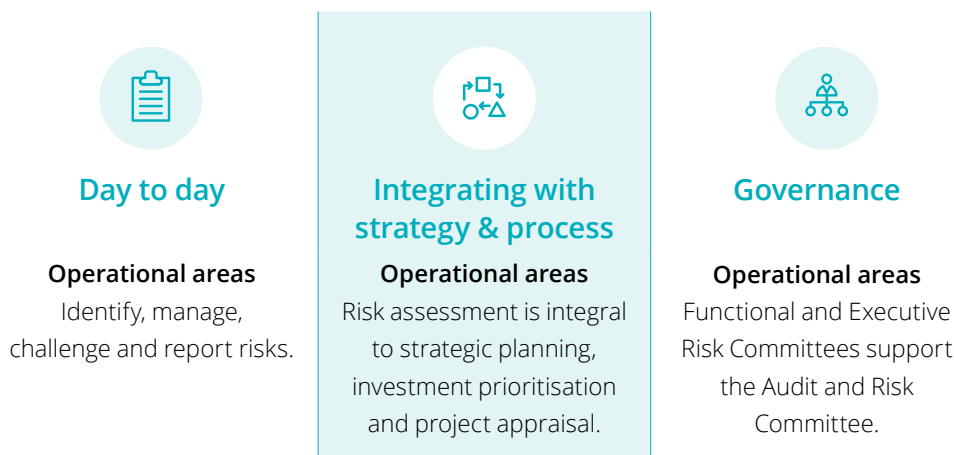 Day to day
Operational areas
Identify, manage,
challenge and report risks.
Integrating with
strategy & process
Operational areas
Risk assessment is integral
to strategic planning,
investment prioritisation
and project appraisal.
Governance
Operational areas
Functional and Executive
Risk Committees support
the Audit and Risk
Committee.